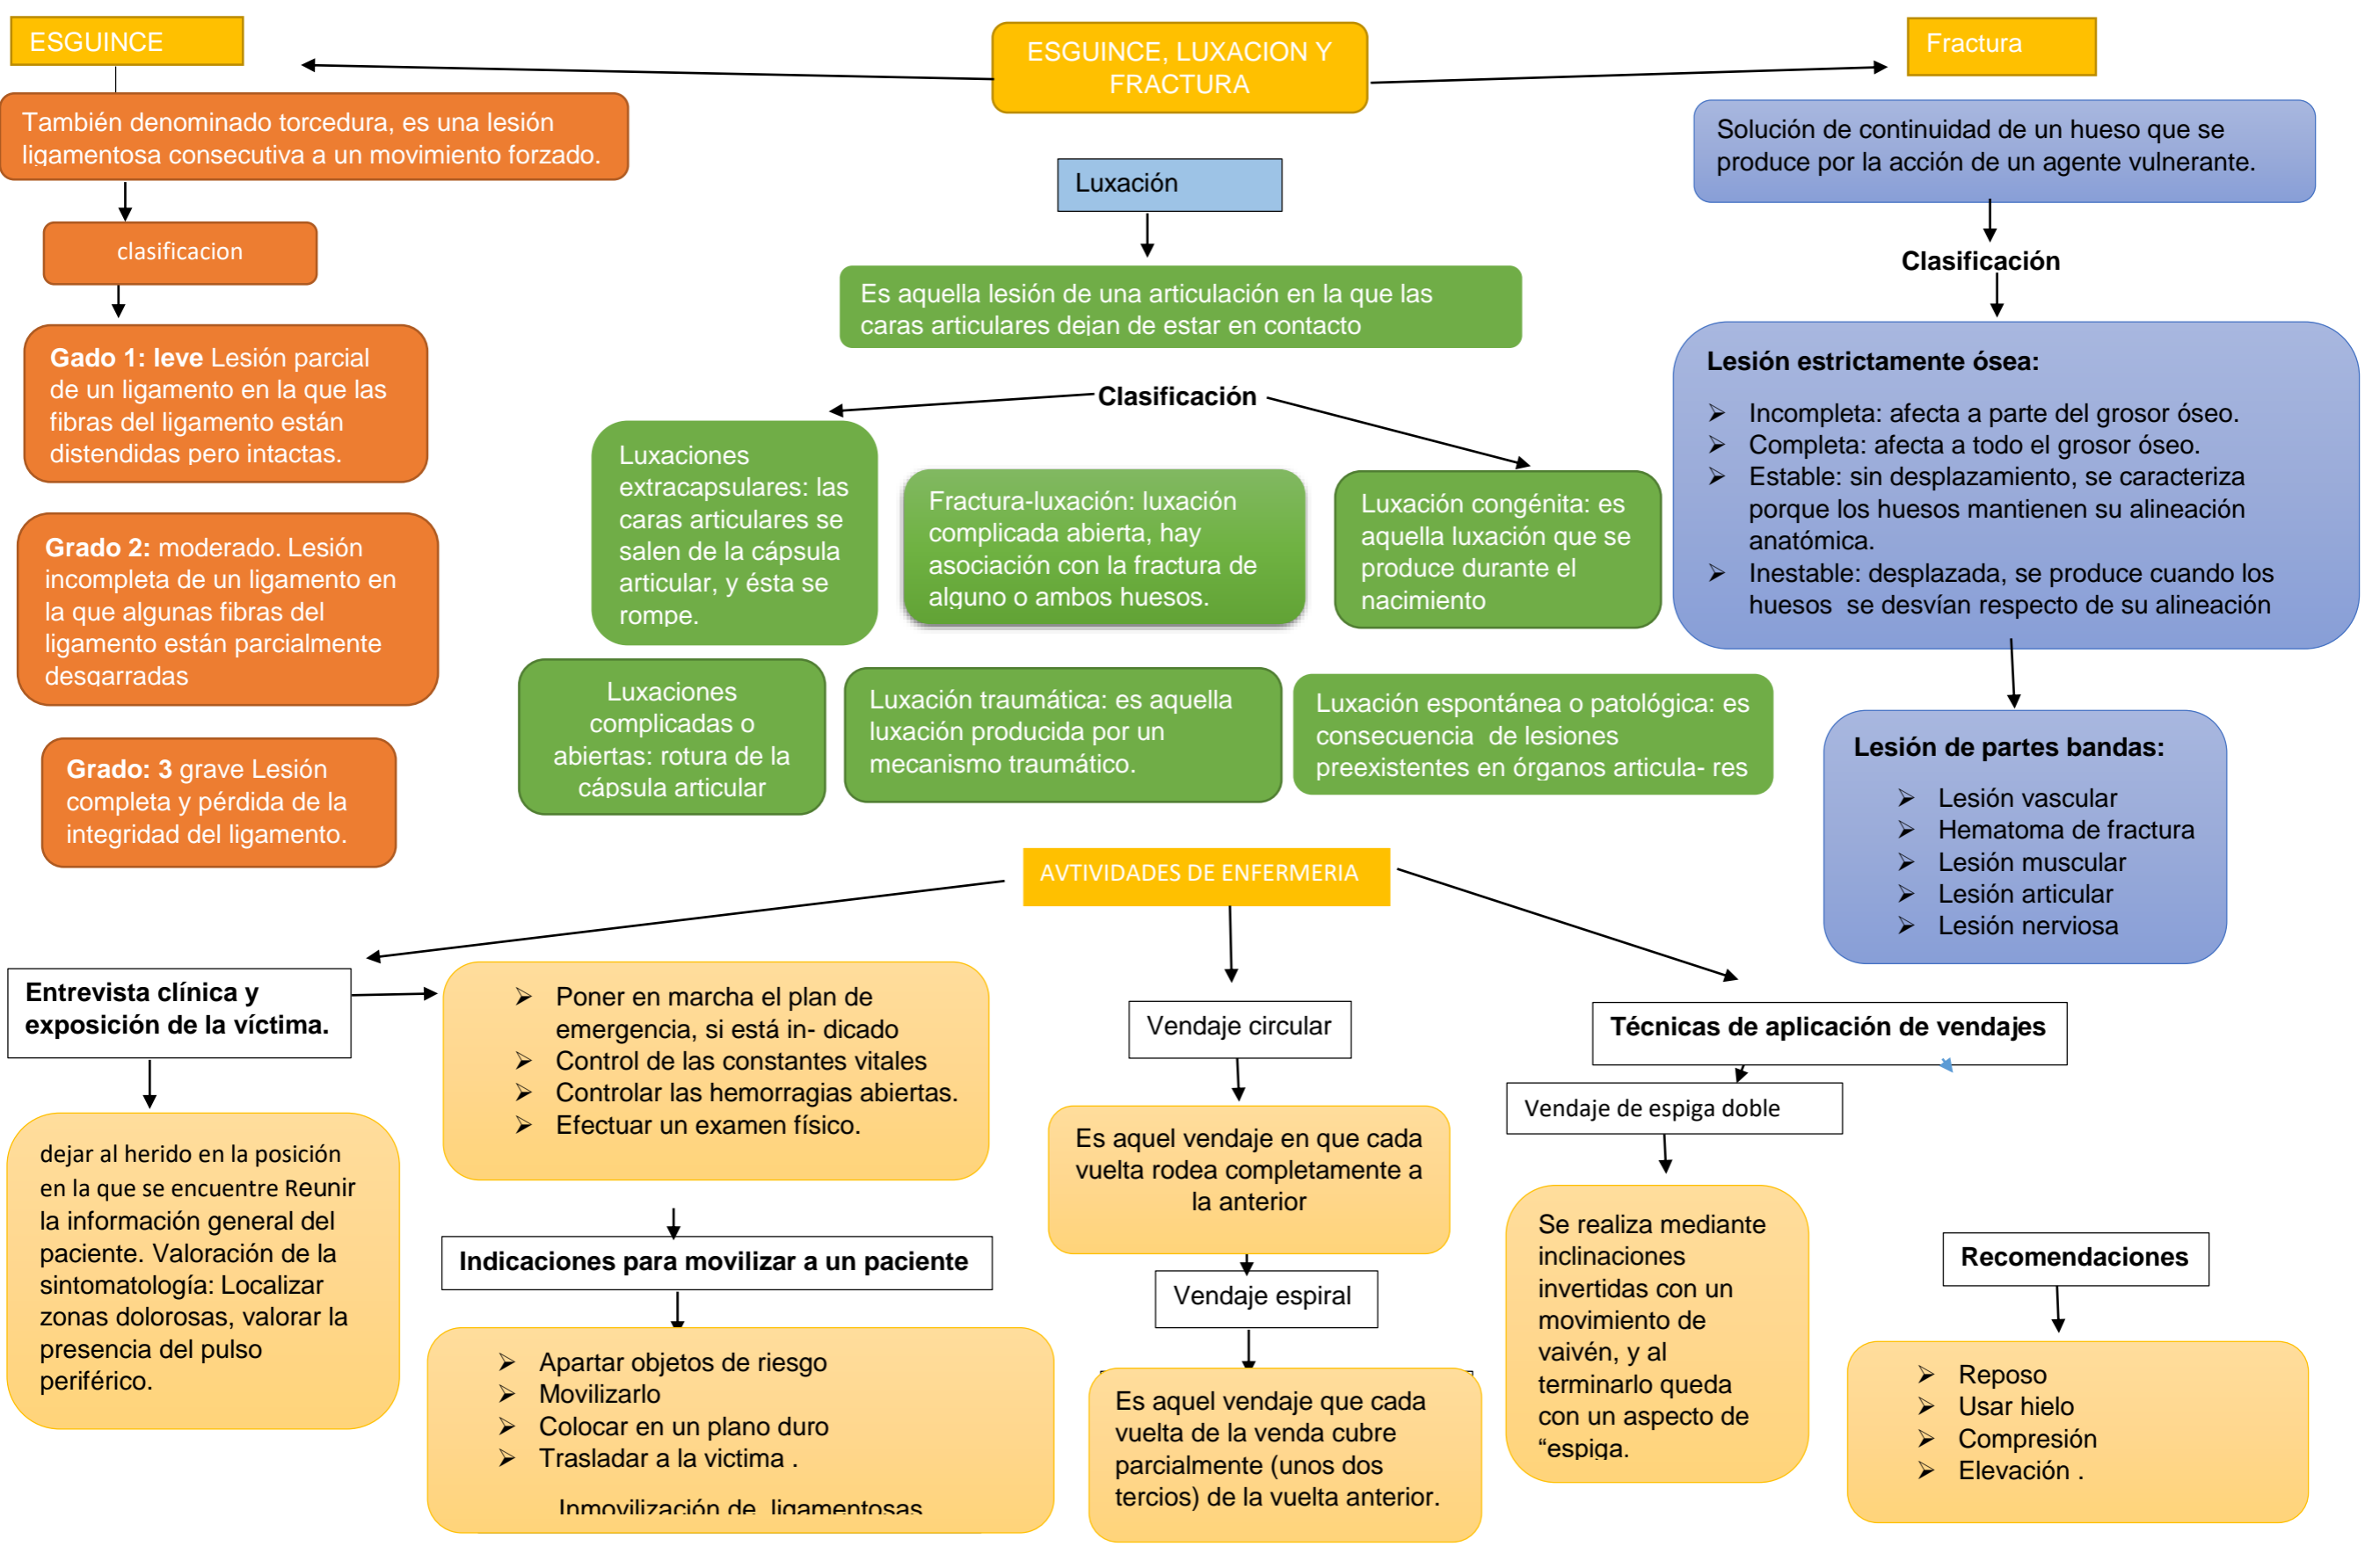 ESGUINCE
ESGUINCE, LUXACION Y
FRACTURA
Fractura
También denominado torcedura, es una lesión
ligamentosa consecutiva a un movimiento forzado.
clasificacion
Gado 1: leve Lesión parcial
de un ligamento en la que las
fibras del ligamento están
distendidas pero intactas.
Grado 2: moderado. Lesión
incompleta de un ligamento en
la que algunas fibras del
ligamento están parcialmente
desgarradas
Grado: 3 grave Lesión
completa y pérdida de la
integridad del ligamento.
Luxación
Es aquella lesión de una articulación en la que las
caras articulares dejan de estar en contacto
Clasificación
Luxaciones
extracapsulares: las
caras articulares se
salen de la cápsula
articular, y ésta se
rompe.
Fractura-luxación: luxación
complicada abierta, hay
asociación con la fractura de
alguno o ambos huesos.
Luxación congénita: es
aquella luxación que se
produce durante el
nacimiento
Luxaciones
complicadas o
abiertas: rotura de la
cápsula articular
Luxación traumática: es aquella
luxación producida por un
mecanismo traumático.
Luxación espontánea o patológica: es
consecuencia  de lesiones
preexistentes en órganos articula- res
Solución de continuidad de un hueso que se
produce por la acción de un agente vulnerante.
Clasificación
Lesión estrictamente ósea:
➢ Incompleta: afecta a parte del grosor óseo.
➢ Completa: afecta a todo el grosor óseo.
➢ Estable: sin desplazamiento, se caracteriza
porque los huesos mantienen su alineación
anatómica.
➢ Inestable: desplazada, se produce cuando los
huesos  se desvían respecto de su alineación
Lesión de partes bandas:
➢ Lesión vascular
➢ Hematoma de fractura
➢ Lesión muscular
➢ Lesión articular
➢ Lesión nerviosa
AVTIVIDADES DE ENFERMERIA
Entrevista clínica y
exposición de la víctima.
dejar al herido en la posición
en la que se encuentre Reunir
la información general del
paciente. Valoración de la
sintomatología: Localizar
zonas dolorosas, valorar la
presencia del pulso
periférico.
➢ Poner en marcha el plan de
emergencia, si está in- dicado
➢ Control de las constantes vitales
➢ Controlar las hemorragias abiertas.
➢ Efectuar un examen físico.
Indicaciones para movilizar a un paciente
➢ Apartar objetos de riesgo
➢ Movilizarlo
➢ Colocar en un plano duro
➢ Trasladar a la victima .
Inmovilización de  ligamentosas
Vendaje circular
Es aquel vendaje en que cada
vuelta rodea completamente a
la anterior
Vendaje espiral
Es aquel vendaje que cada
vuelta de la venda cubre
parcialmente (unos dos
tercios) de la vuelta anterior.
Técnicas de aplicación de vendajes
Vendaje de espiga doble
Se realiza mediante
inclinaciones
invertidas con un
movimiento de
vaivén, y al
terminarlo queda
con un aspecto de
“espiga.
Recomendaciones
➢ Reposo
➢ Usar hielo
➢ Compresión
➢ Elevación .